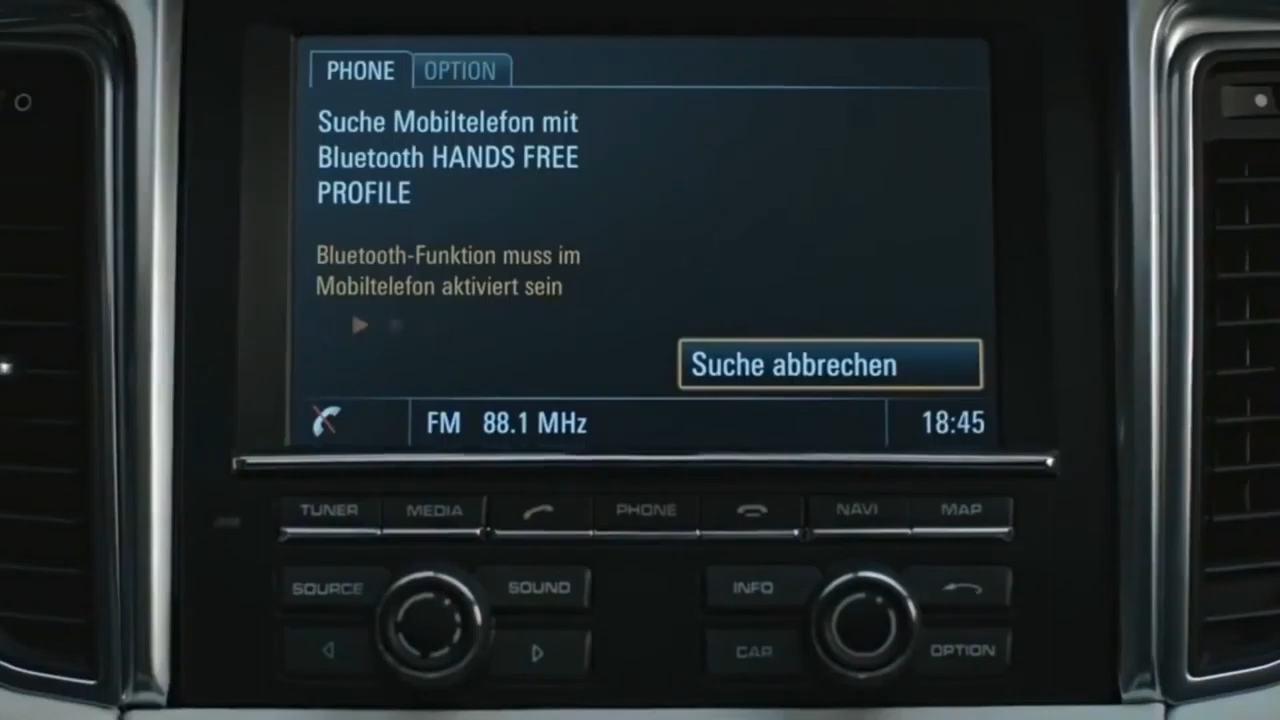 PHONE OPTION
Suche Mobiltelefon mit
Bluetooth HANDS FREE
PROFILE
Bluetooth-Funktion muss im
Mobiltelefon aktiviert sein
Suche abbrechen
FM 88.1 MHz 18:45
TUNER MEDIA PHONE NAVI MAP
SOURCE SOUND INFO
CAR OPTION